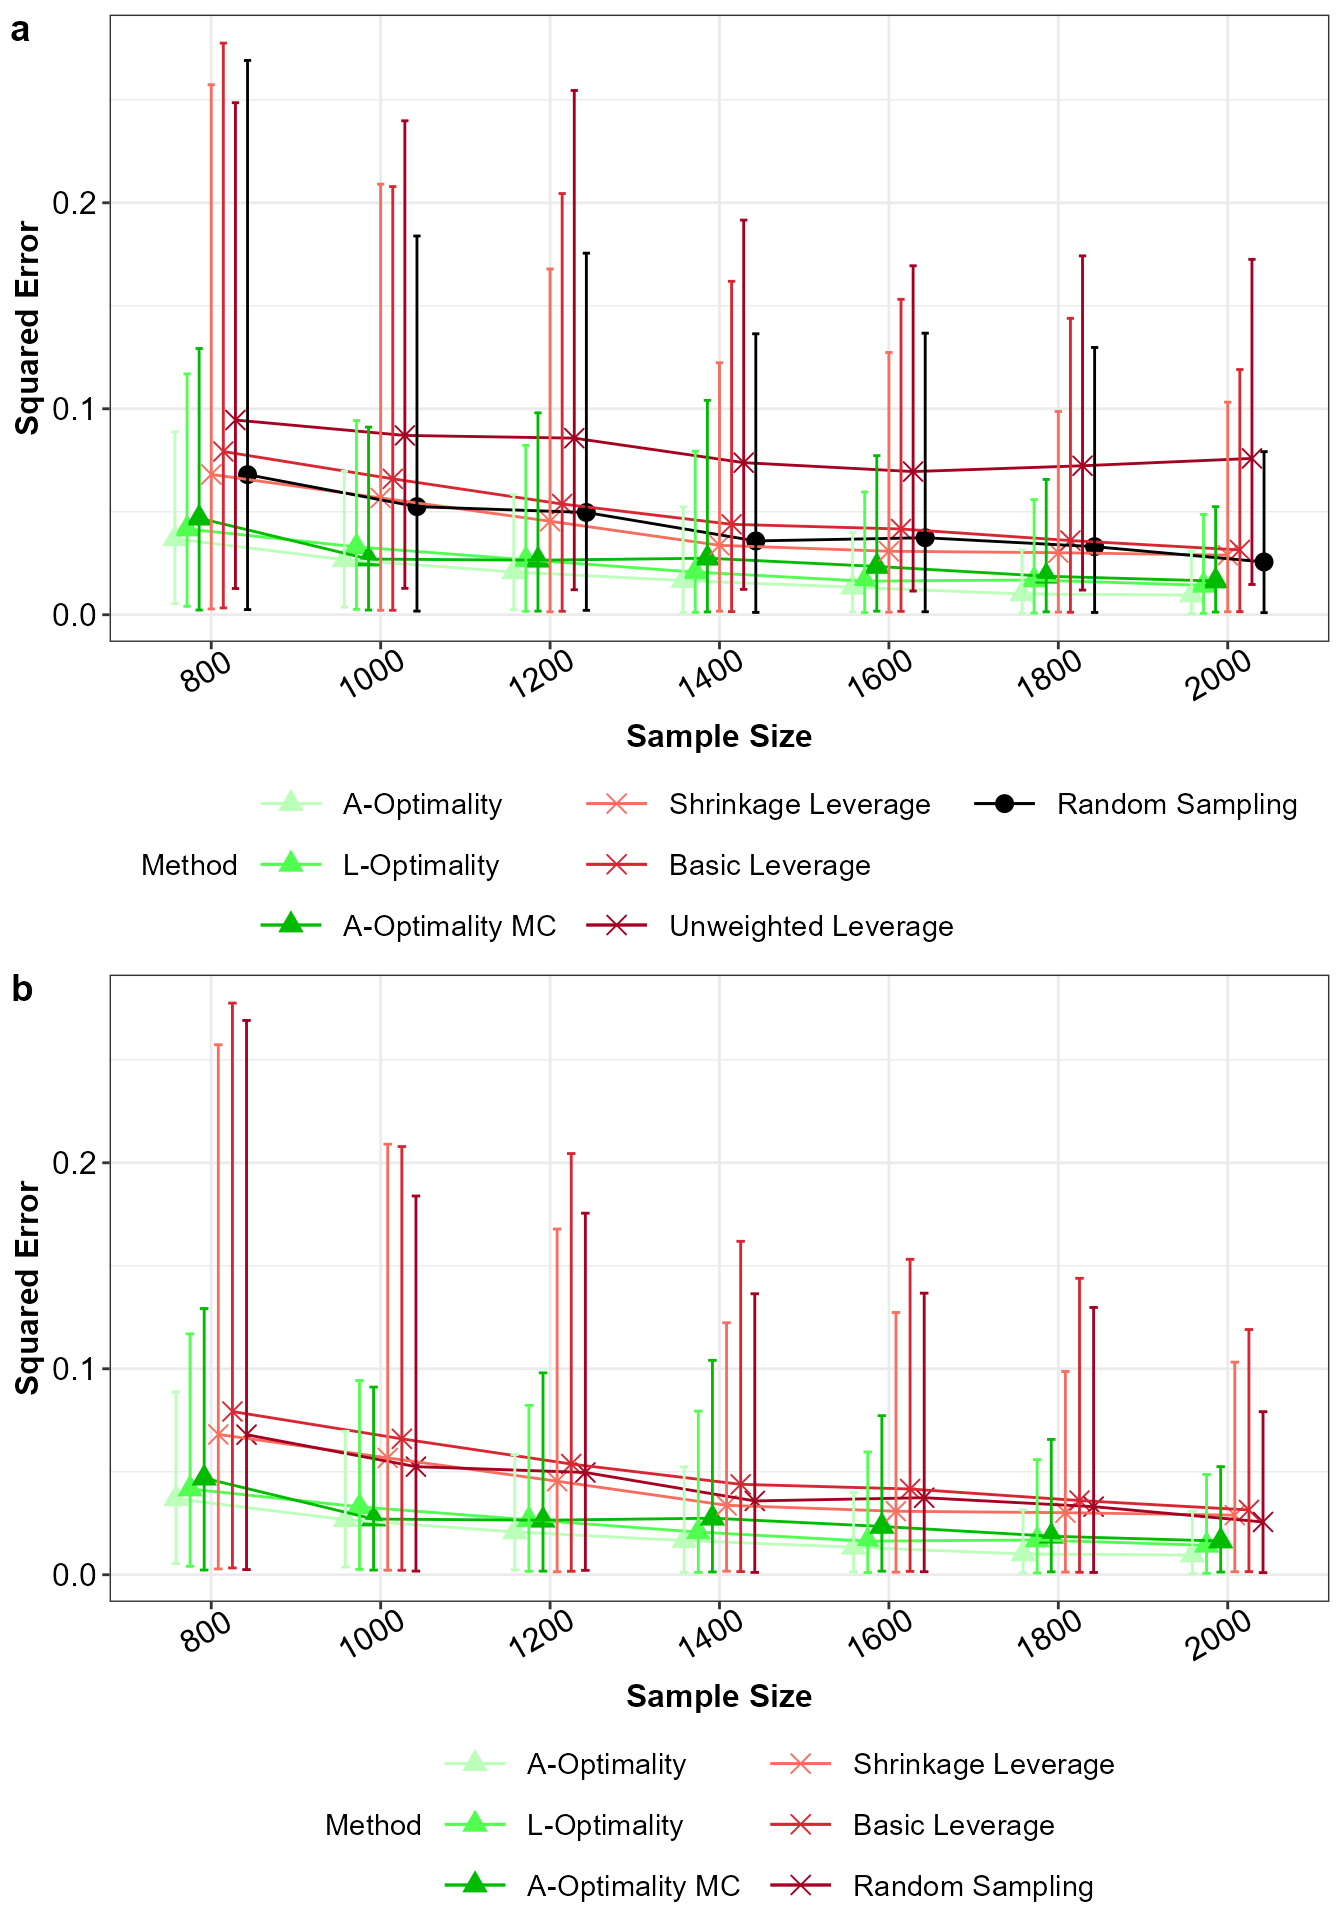 a
Squared Error
0.2
0.1
0.0
800 1000 1200 1400 1600 1800 2000
Sample Size
A-Optimality Shrinkage Leverage Random Sampling
Method L-Optimality Basic Leverage
A-Optimality MC Unweighted Leverage
b
Squared Error
0.2
0.1
0.0
800 1000 1200 1400 1600 1800 2000
Sample Size
A-Optimality Shrinkage Leverage
Method L-Optimality Basic Leverage
A-Optimality MC Random Sampling